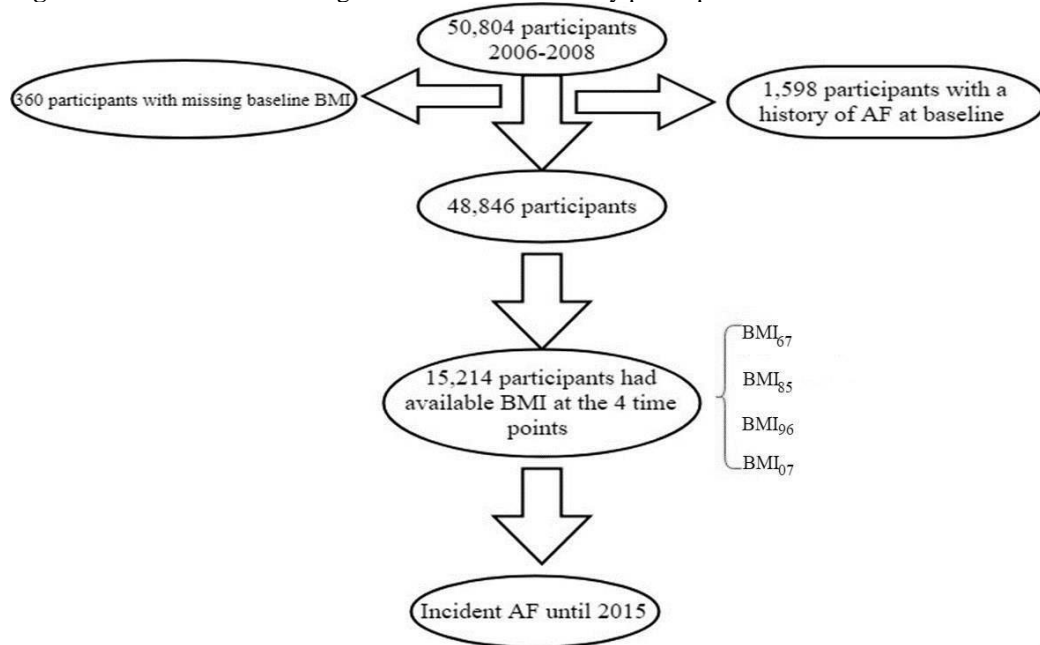 50,804 participants
2006-2008
360 participants with missing baseline BMI
1,598 participants with a
history of AF at baseline
48,846 participants
15,214 participants had
available BMI at the 4 time
points
BMI67
BMI85
BMI96
BMI07
Incident AF until 2015